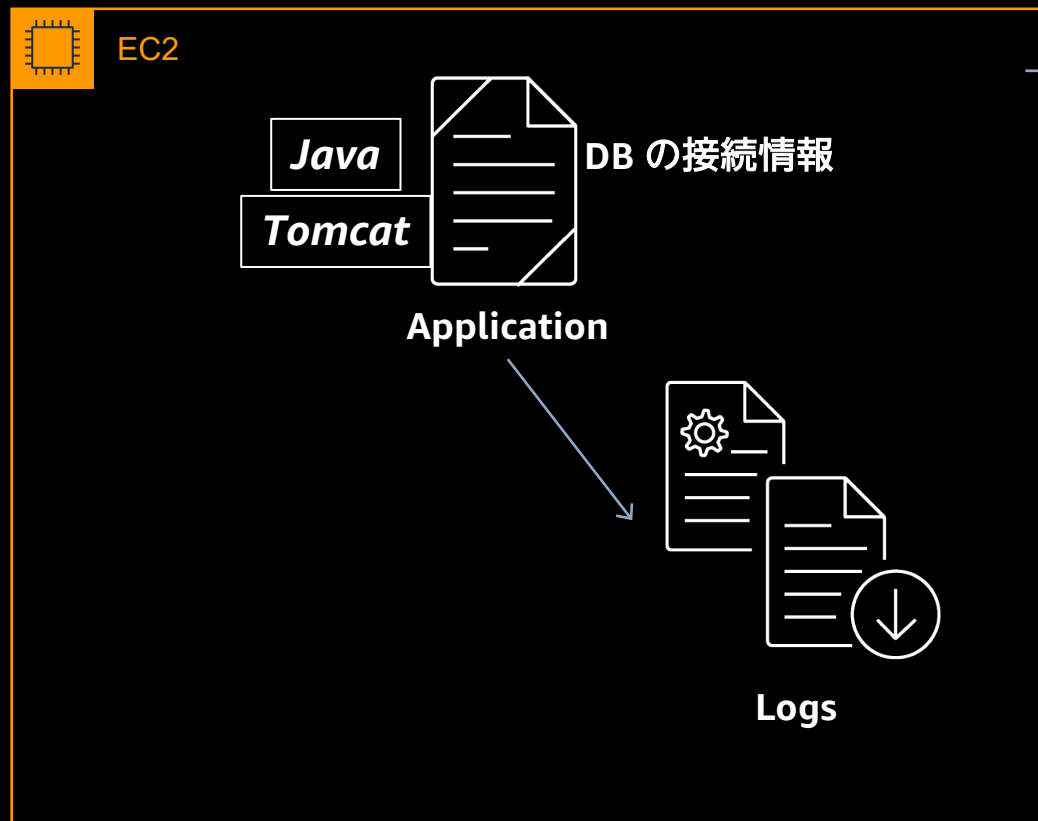 EC2
Java
DB の接続情報
Tomcat
Application
Logs